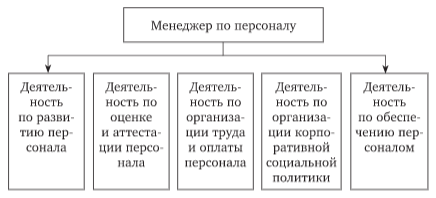 Менеджер по персоналу
Деятель-
ность
по разви-
тию пер-
сонала
Деятель-
ность по
оценке
и аттеста-
ции персо-
нала
Деятель-
ность по
организа-
ции труда
и оплаты
персонала
Деятель-
ность по
организа-
ции корпо-
ративной
социальной
политики
Деятель-
ность
по обеспе-
чению пер-
соналом